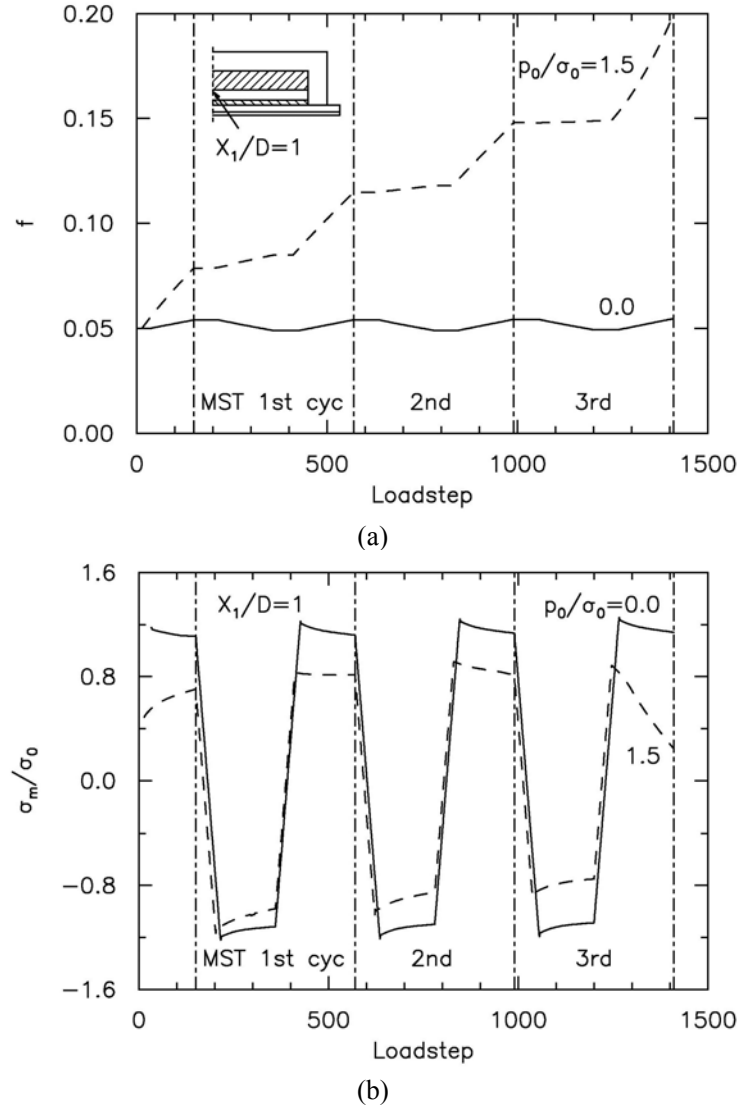 0.20
p₀/σ₀=1.5
0.15
X₁/D=1
f
0.10
0.05
0.0
MST 1st cyc
2nd
3rd
0.00
0
500
1000
1500
Loadstep
(a)
1.6
X₁/D=1
p₀/σ₀=0.0
0.8
1.5
σₘ/σ₀
0.0
−0.8
MST 1st cyc
2nd
3rd
−1.6
0
500
1000
1500
Loadstep
(b)